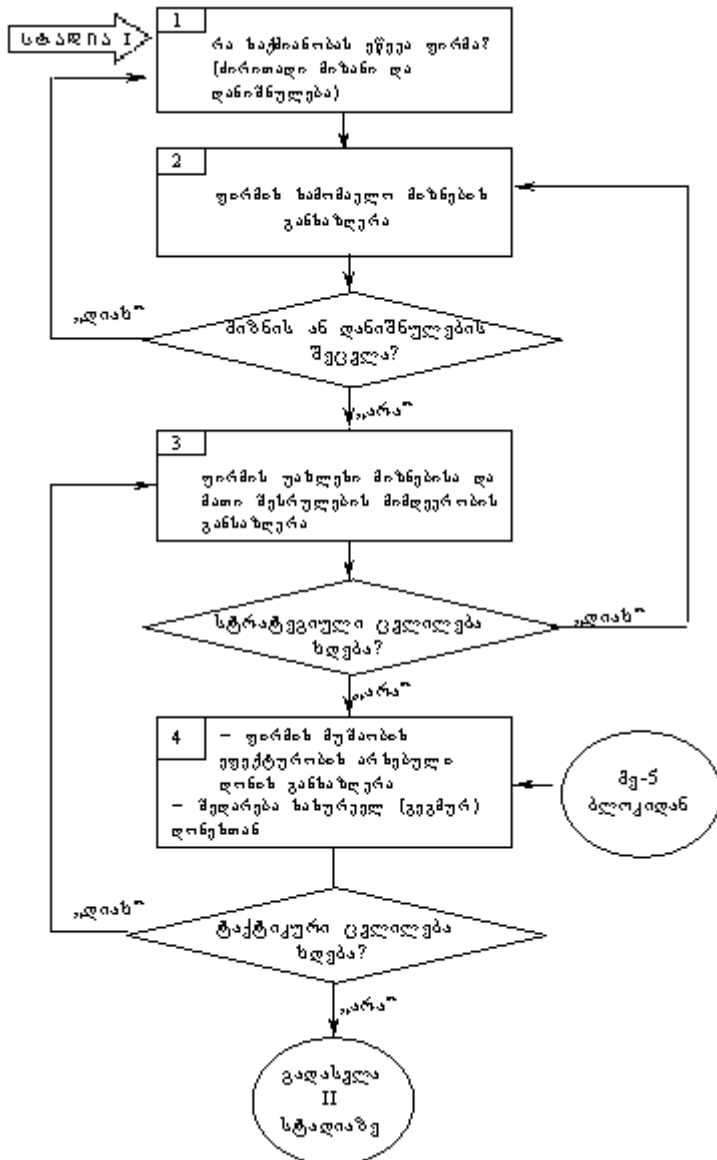 სტადია I
1
რა საქმიანობას ეწევა ფირმა?
(ძირითადი მიზანი და
დანიშნულება)
2
ფირმის სამომავლო მიზნების
განსაზღვრა
„დიახ“
მიზნის ან დანიშნულების
შეცვლა?
„არა“
3
ფირმის უახლესი მიზნებისა და
მათი შესრულების მიმდევრობის
განსაზღვრა
სტრატეგიული ცვლილება
ხდება?
„დიახ“
„არა“
4
– ფირმის მუშაობის
ეფექტურობის არსებული
დონის განსაზღვრა
– შედარება სასურველ (გეგმურ)
დონესთან
მე-5
ბლოკიდან
„დიახ“
ტაქტიკური ცვლილება
ხდება?
„არა“
გადასვლა
II
სტადიაზე